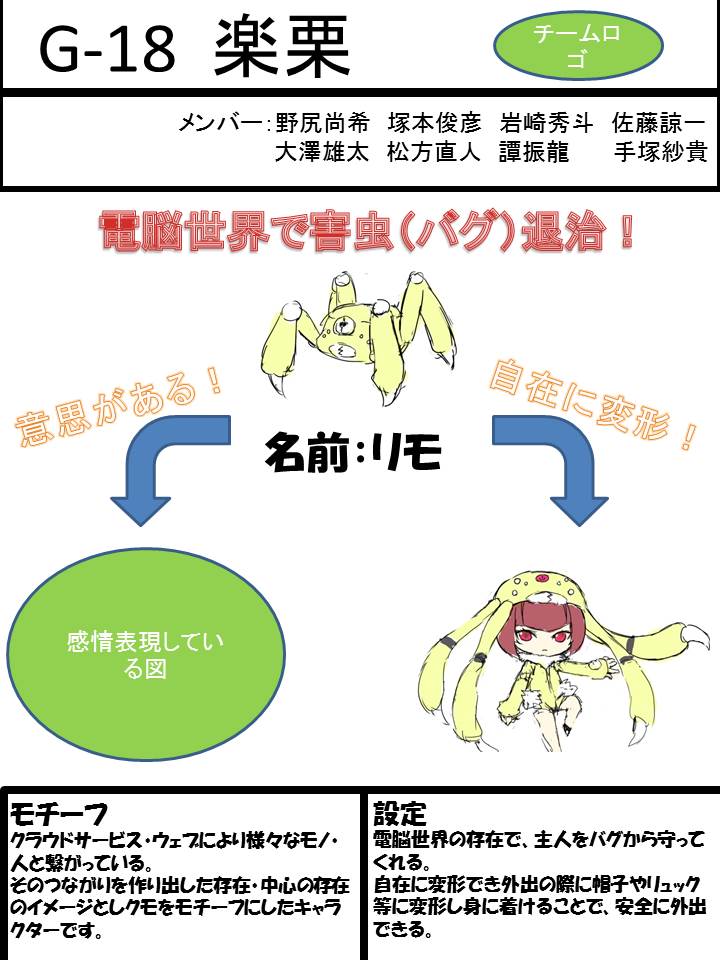 G-18 楽栗
チームロ
ゴ
メンバー：野尻尚希 塚本俊彦 岩崎秀斗 佐藤諒一
大澤雄太 松方直人 譚振龍 手塚紗貴
電脳世界で害虫（バグ）退治！
意思がある！
自在に変形！
名前：リモ
感情表現してい
る図
モチーフ
クラウドサービス・ウェブにより様々なモノ・
人と繋がっている。
そのつながりを作り出した存在・中心の存在
のイメージとしクモをモチーフにしたキャラ
クターです。
設定
電脳世界の存在で、主人をバグから守って
くれる。
自在に変形でき外出の際に帽子やリュック
等に変形し身に着けることで、安全に外出
できる。